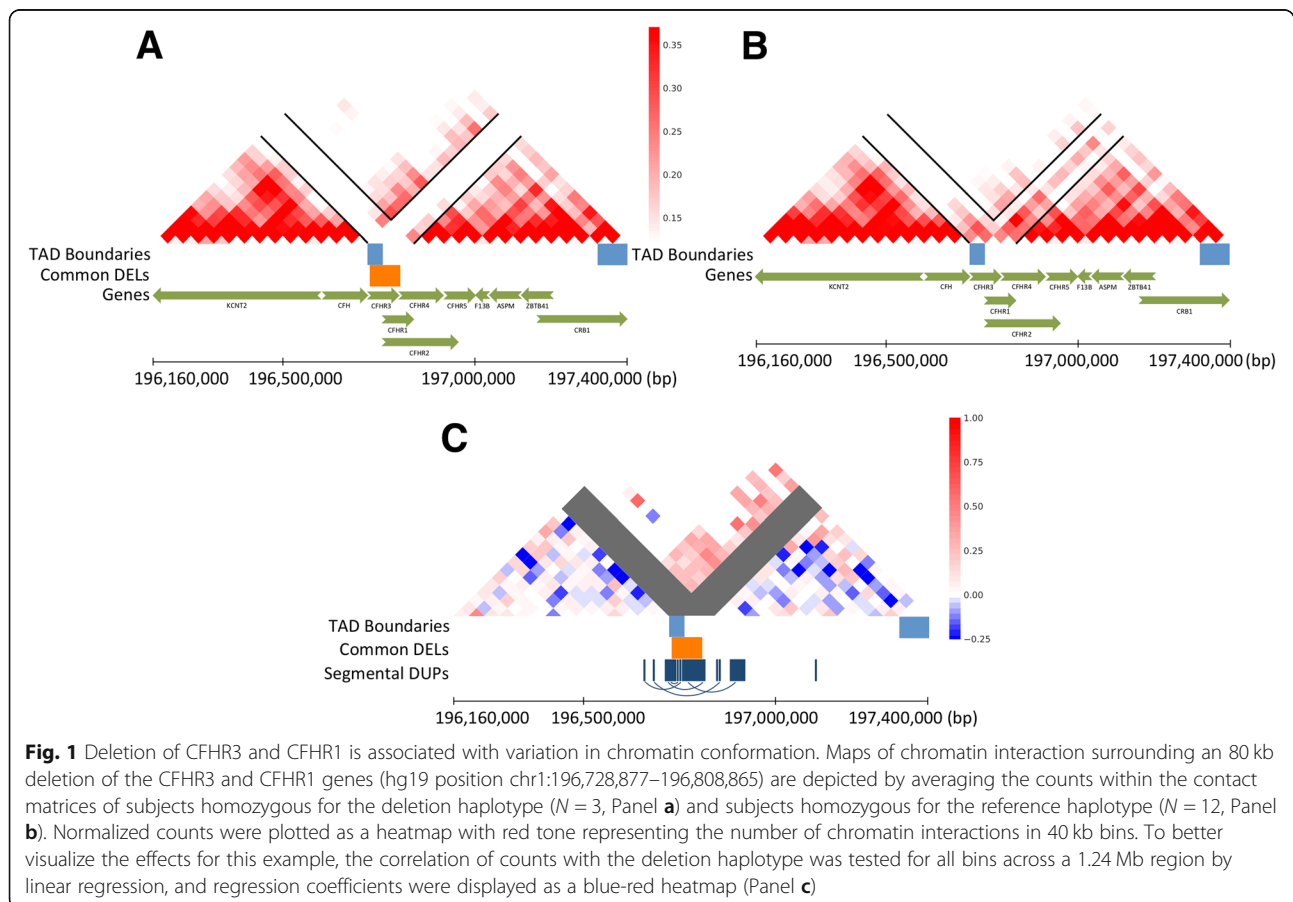 A
B
0.35
0.30
0.25
0.20
0.15
TAD Boundaries
Common DELs
Genes
KCNT2
CFH
CFHR3
CFHR4
CFHR5
F13B
ASPM
ZBTB41
CFHR1
CRB1
CFHR2
196,160,000
196,500,000
197,000,000
197,400,000 (bp)
TAD Boundaries
Genes
KCNT2
CFH
CFHR3
CFHR4
CFHR5
F13B
ASPM
ZBTB41
CFHR1
CRB1
CFHR2
196,160,000
196,500,000
197,000,000
197,400,000 (bp)
C
1.00
0.75
0.50
0.25
0.00
−0.25
TAD Boundaries
Common DELs
Segmental DUPs
196,160,000
196,500,000
197,000,000
197,400,000 (bp)
Fig. 1 Deletion of CFHR3 and CFHR1 is associated with variation in chromatin conformation. Maps of chromatin interaction surrounding an 80 kb
deletion of the CFHR3 and CFHR1 genes (hg19 position chr1:196,728,877–196,808,865) are depicted by averaging the counts within the contact
matrices of subjects homozygous for the deletion haplotype (N = 3, Panel a) and subjects homozygous for the reference haplotype (N = 12, Panel
b). Normalized counts were plotted as a heatmap with red tone representing the number of chromatin interactions in 40 kb bins. To better
visualize the effects for this example, the correlation of counts with the deletion haplotype was tested for all bins across a 1.24 Mb region by
linear regression, and regression coefficients were displayed as a blue-red heatmap (Panel c)